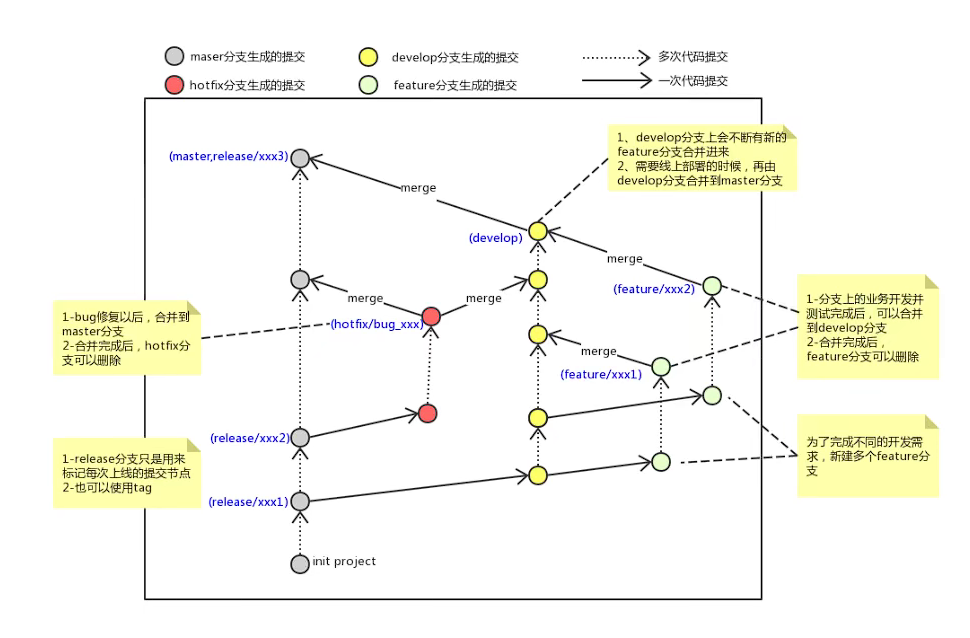 maser分支生成的提交
develop分支生成的提交
多次代码提交
hotfix分支生成的提交
feature分支生成的提交
一次代码提交
1、develop分支上会不断有新的
feature分支合并进来
2、需要线上部署的时候，再由
develop分支合并到master分支
(master,release/xxx3)
merge
(develop)
merge
(feature/xxx2)
1-分支上的业务开发并
测试完成后，可以合并
到develop分支
2-合并完成后，
feature分支可以删除
merge
merge
1-bug修复以后，合并到
master分支
2-合并完成后，hotfix分
支可以删除
(hotfix/bug_xxx)
merge
(feature/xxx1)
(release/xxx2)
为了完成不同的开发需
求，新建多个feature分
支
1-release分支只是用来
标记每次上线的提交节点
2-也可以使用tag
(release/xxx1)
init project